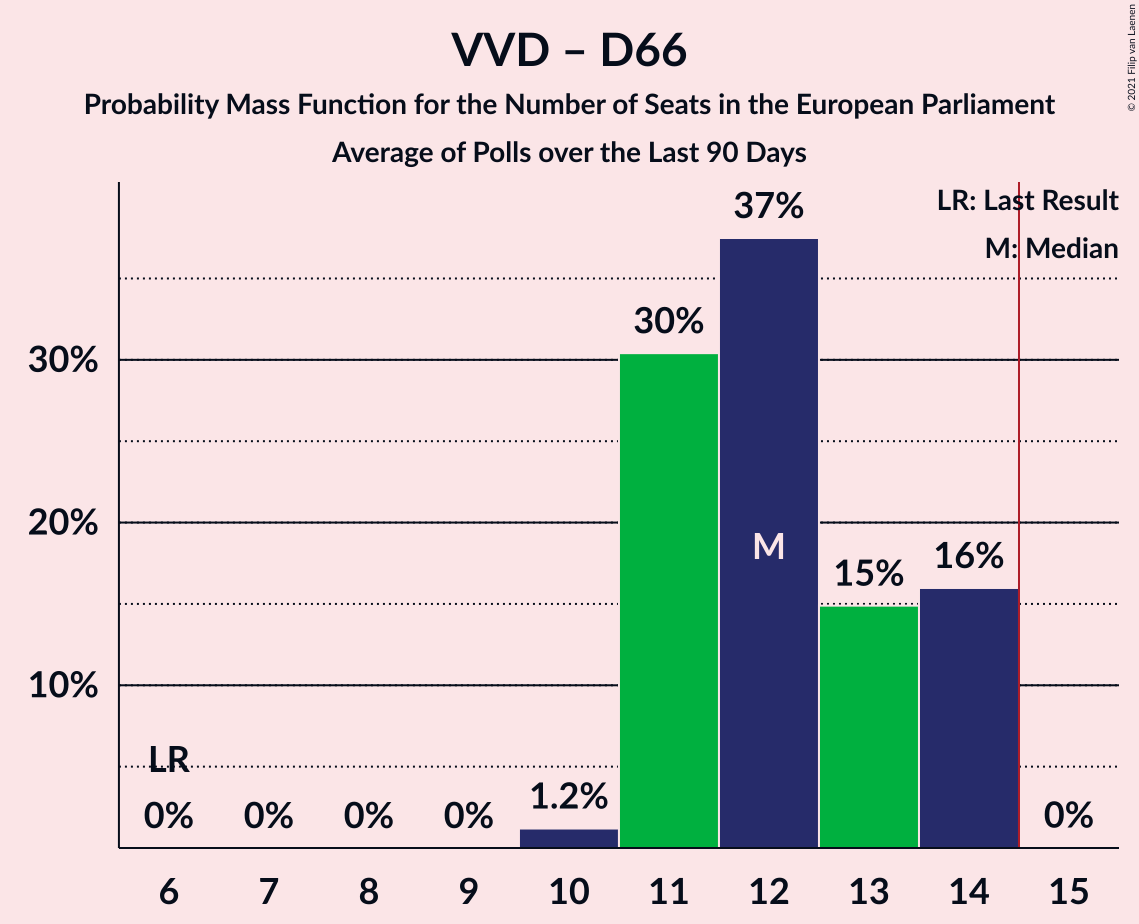 VVD – D66
Probability Mass Function for the Number of Seats in the European Parliament
Average of Polls over the Last 90 Days
© 2021 Filip van Laenen
LR: Last Result
M: Median
37%
30%
30%
20%
M
16%
15%
10%
LR
0%
0%
0%
0%
1.2%
0%
6 7 8 9 10 11 12 13 14 15